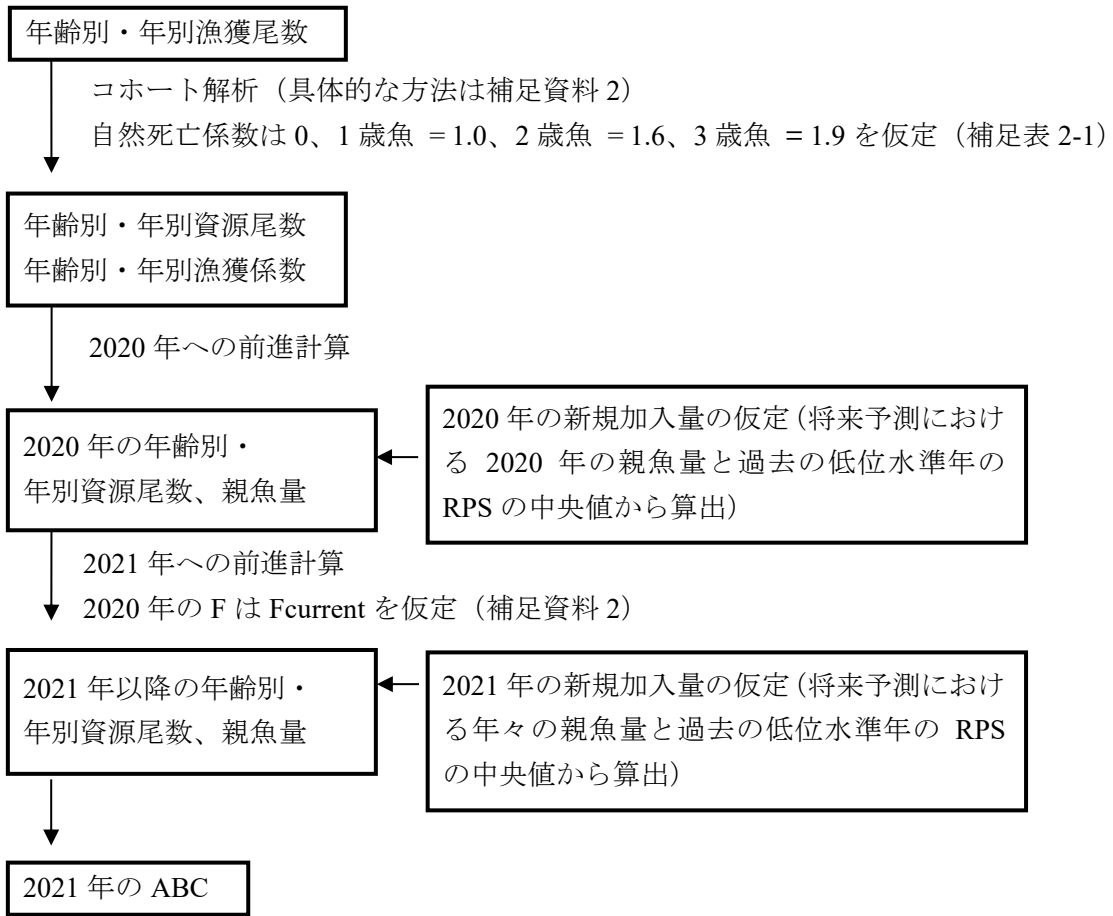 年齢別・年別漁獲尾数
コホート解析（具体的な方法は補足資料 2）
自然死亡係数は 0、1 歳魚 = 1.0、2 歳魚 = 1.6、3 歳魚 = 1.9 を仮定（補足表 2-1）
年齢別・年別資源尾数
年齢別・年別漁獲係数
2020 年への前進計算
2020 年の年齢別・
年別資源尾数、親魚量
2020 年の新規加入量の仮定（将来予測におけ
る 2020 年の親魚量と過去の低位水準年の
RPS の中央値から算出）
2021 年への前進計算
2020 年の F は Fcurrent を仮定（補足資料 2）
2021 年以降の年齢別・
年別資源尾数、親魚量
2021 年の新規加入量の仮定（将来予測におけ
る年々の親魚量と過去の低位水準年の RPS
の中央値から算出）
2021 年の ABC